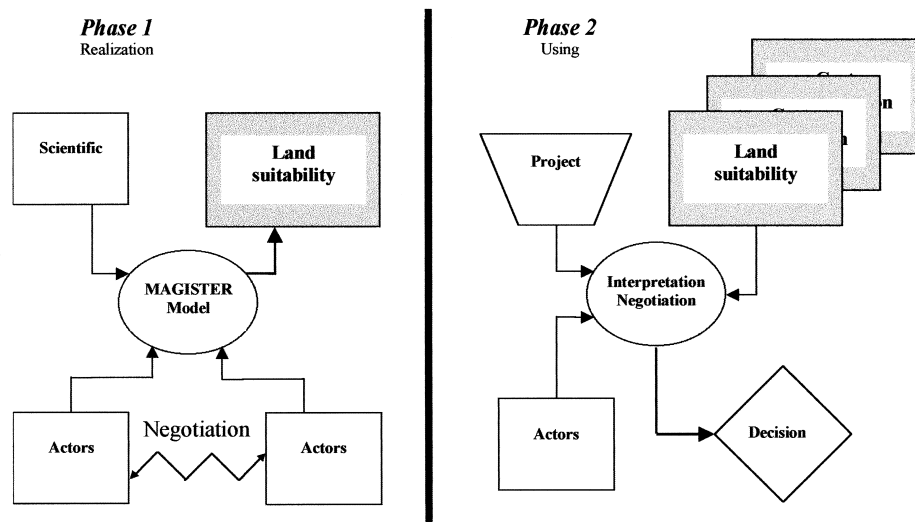 Phase 1
Realization
Scientific
Land
suitability
MAGISTER
Model
Actors
Negotiation
Actors
Phase 2
Using
Project
Land
suitability
Interpretation
Negotiation
Actors
Decision